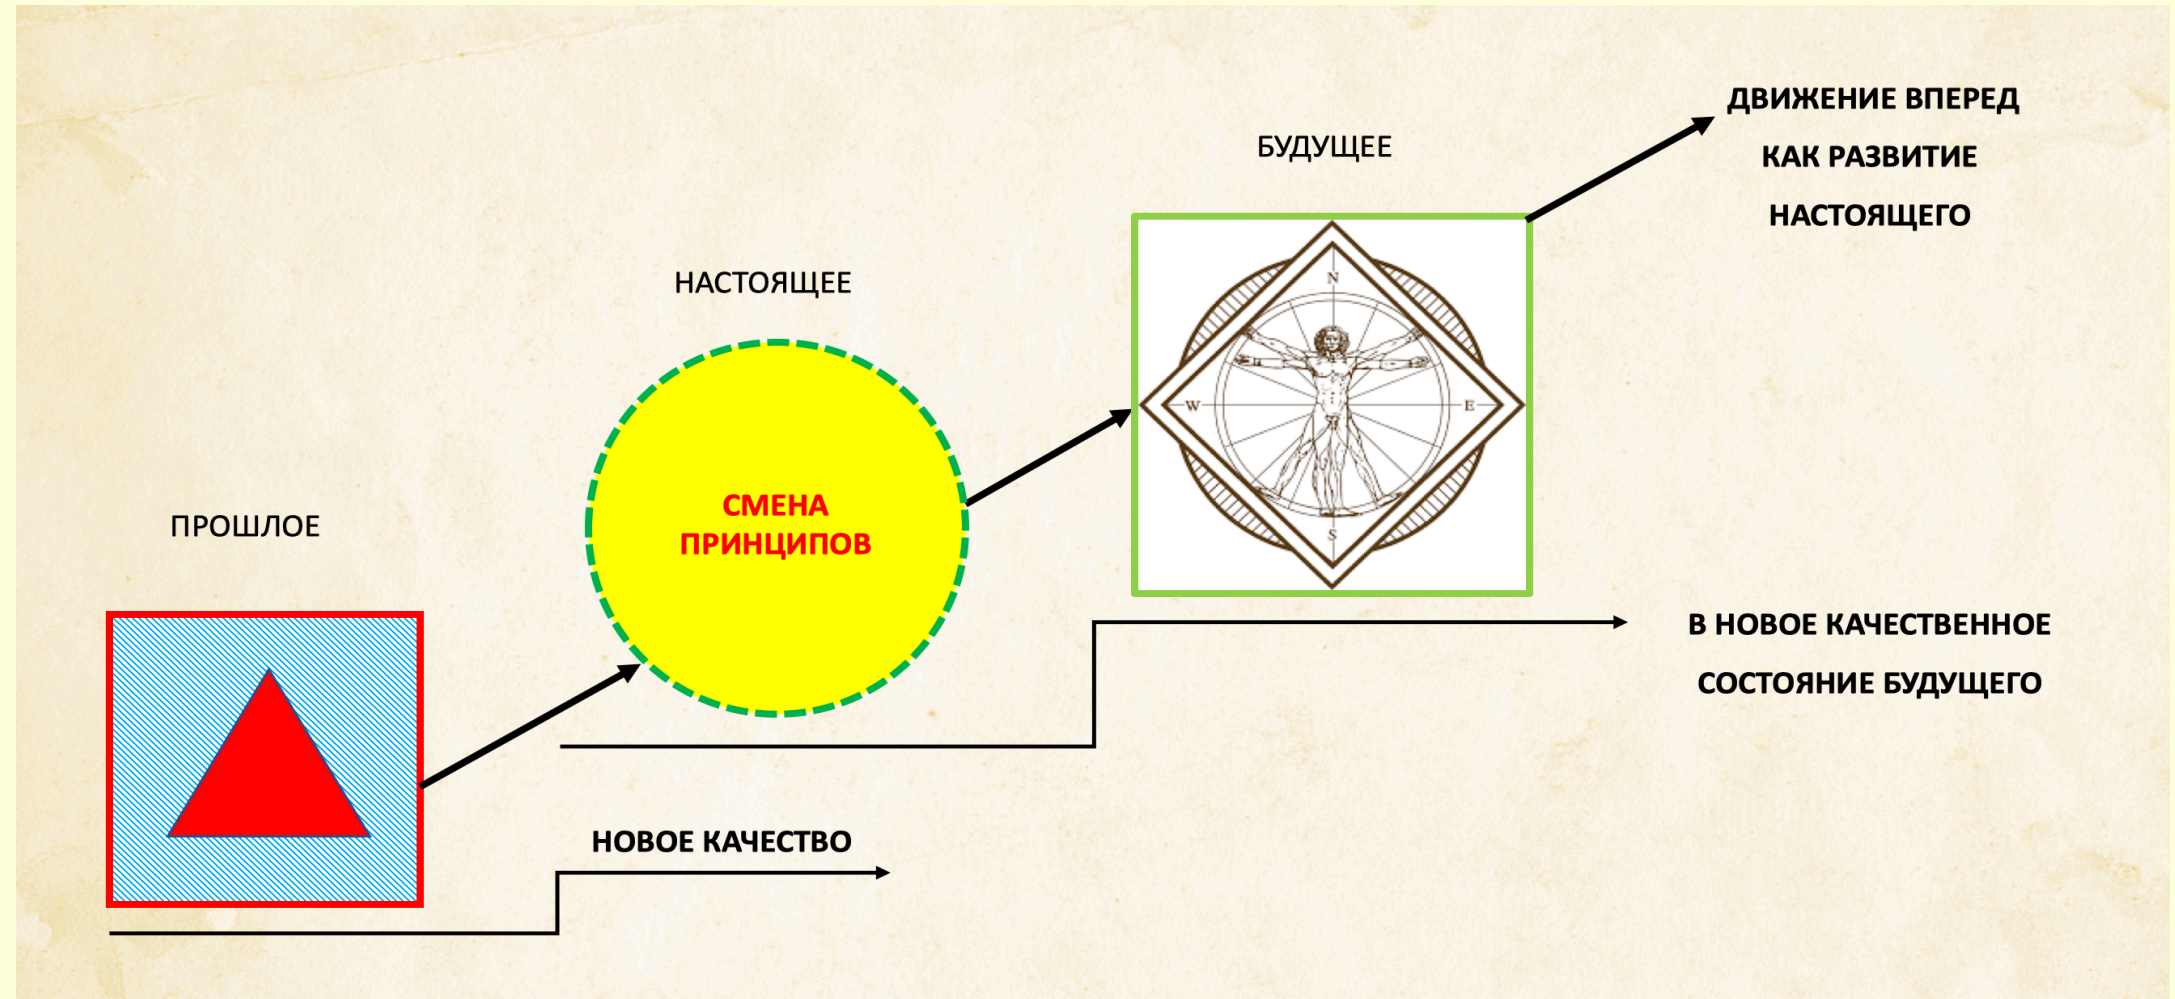 ДВИЖЕНИЕ ВПЕРЕД
КАК РАЗВИТИЕ
НАСТОЯЩЕГО
БУДУЩЕЕ
N
W
E
S
НАСТОЯЩЕЕ
СМЕНА
ПРИНЦИПОВ
ПРОШЛОЕ
В НОВОЕ КАЧЕСТВЕННОЕ
СОСТОЯНИЕ БУДУЩЕГО
НОВОЕ КАЧЕСТВО